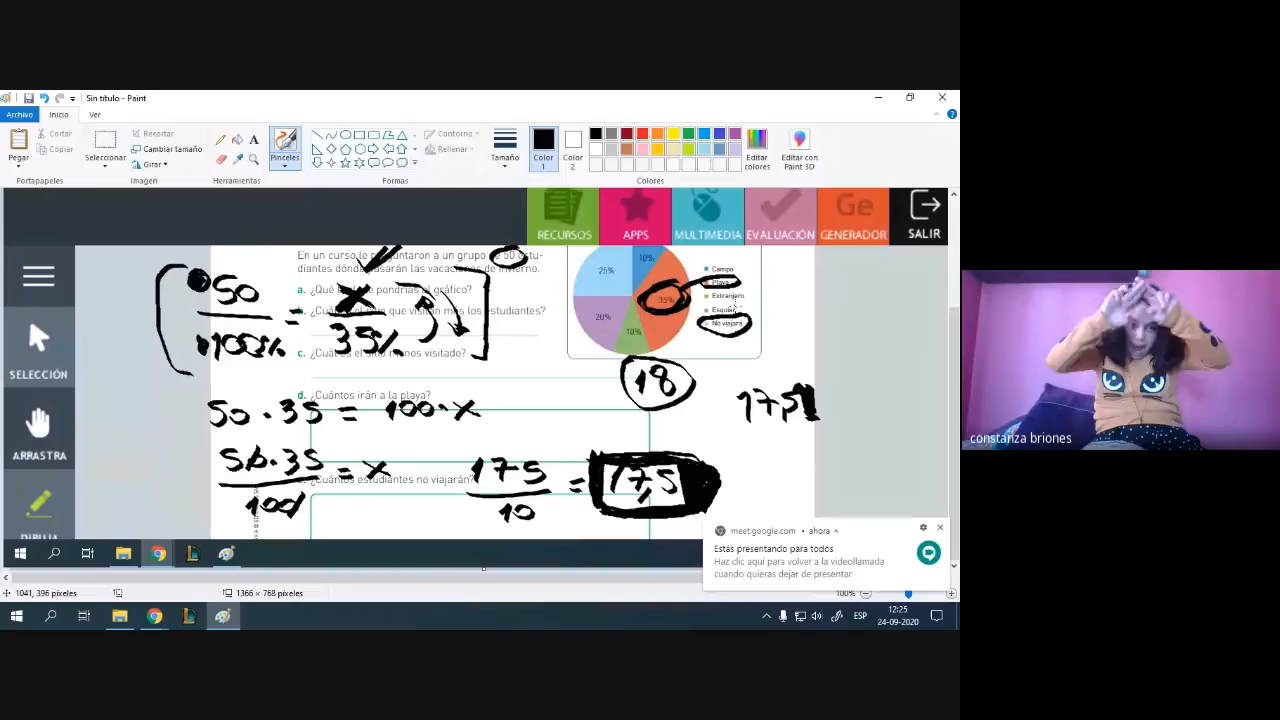 Sin título - Paint
Archivo Inicio Ver
Pegar
Cortar
Copiar
Portapapeles
Seleccionar
Recortar
Cambiar tamaño
Girar
Imagen
Herramientas
Pinceles
Contorno
Rellenar
Formas
Tamaño
Color 1
Color 2
Editar colores
Colores
Editar con Paint 3D
RECURSOS APPS MULTIMEDIA EVALUACIÓN Ge GENERADOR SALIR
SELECCIÓN
ARRASTRA
DIBUJA
En un curso le preguntaron a un grupo de 50 estu-
diantes dónde pasarán las vacaciones de invierno.
a. ¿Qué pondrías al gráfico?
b. que visitan más los estudiantes?
c. ¿Cuál es el sitio menos visitado?
d. ¿Cuántos irán a la playa?
¿Cuántos estudiantes no viajarán?
10%
25%
35%
20%
10%
Campo
Playa
Extranjero
Esquiar
No viajará
50
100%
=
x
35%
18
17,5
50 · 35 = 100 · x
50 · 35
100
= x
175
10
=
17,5
meet.google.com • ahora
Estás presentando para todos
Haz clic aquí para volver a la videollamada
cuando quieras dejar de presentar
1041, 396 píxeles
1366 × 768 píxeles
100%
ESP
12:25
24-09-2020
constanza briones